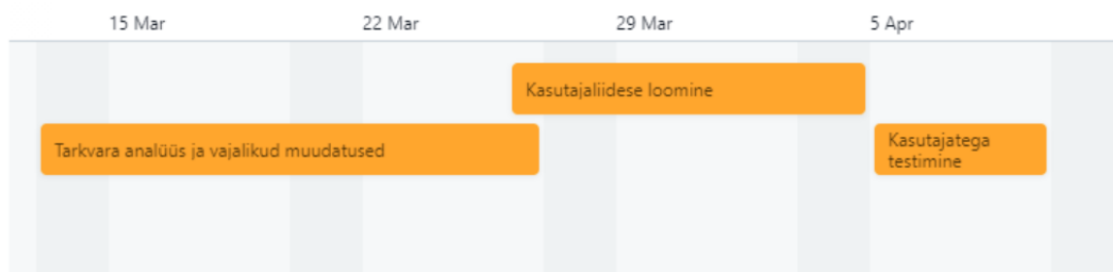 15 Mar
22 Mar
29 Mar
5 Apr
Kasutajaliidese loomine
Tarkvara analüüs ja vajalikud muudatused
Kasutajatega
testimine